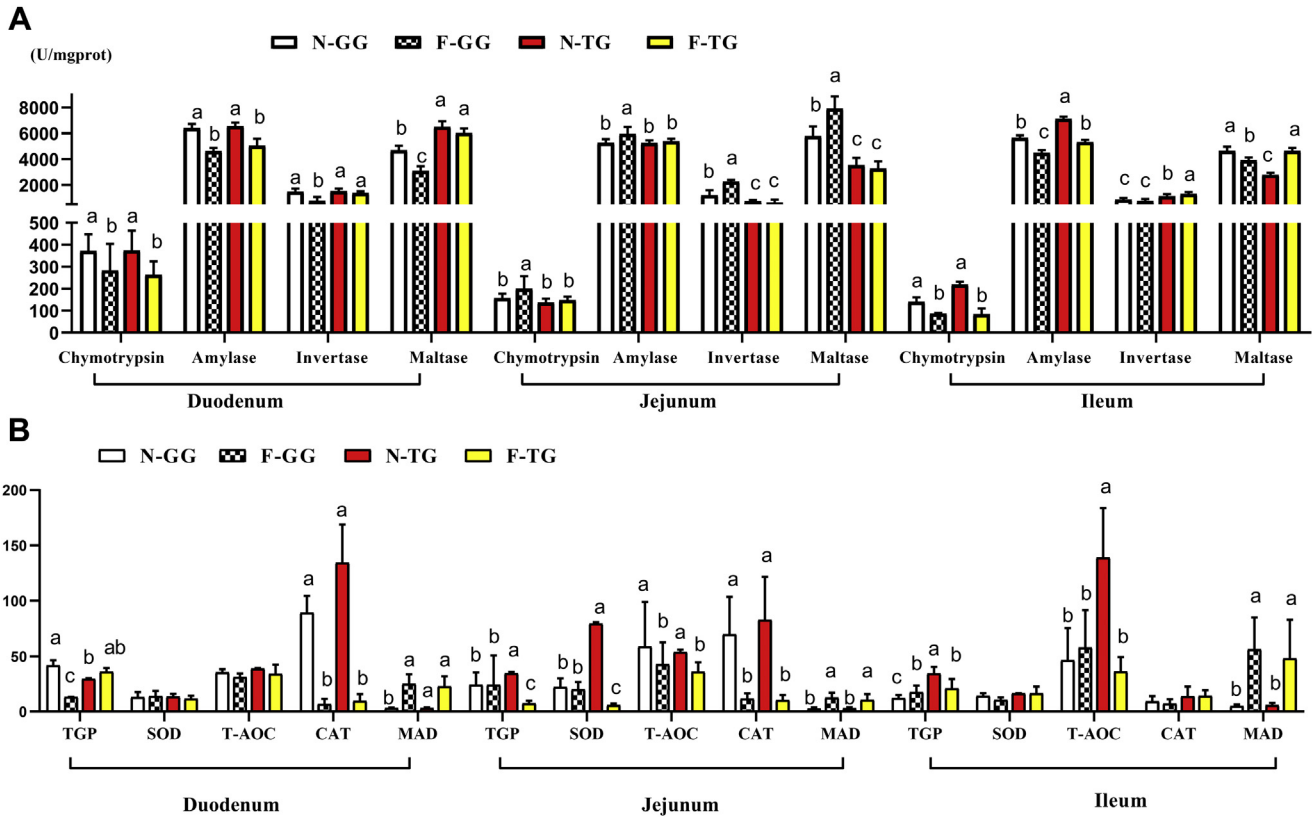 A
(U/mgprot)
N-GG F-GG N-TG F-TG
8000
6000
4000
2000
500
400
300
200
100
0
a b a b
a b a b
a b a a
b c a a
b a b b
b a b b
b a c c
b a c c
a b a b
b c a b
c c b a
a b c a
Chymotrypsin Amylase Invertase Maltase Chymotrypsin Amylase Invertase Maltase Chymotrypsin Amylase Invertase Maltase
Duodenum Jejunum Ileum
B
N-GG F-GG N-TG F-TG
200
150
100
50
0
a c b ab
a b a b
b a a a
b b a c
b b a c
a b a b
a b a b
b a b a
b b a b
b b a b
b a b a
TGP SOD T-AOC CAT MAD TGP SOD T-AOC CAT MAD TGP SOD T-AOC CAT MAD
Duodenum Jejunum Ileum